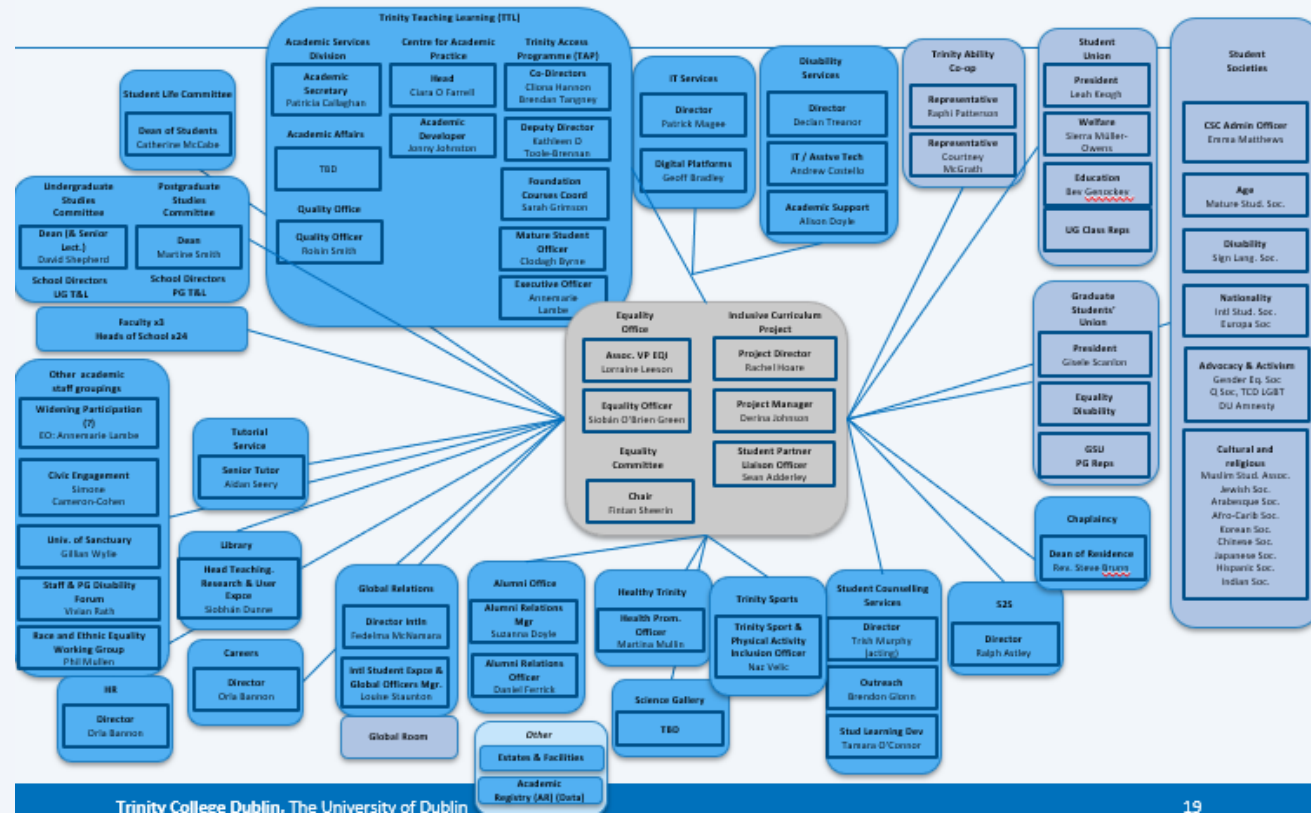 Trinity Teaching Learning (TTL)
Academic Services
Division
Academic
Secretary
Patricia Callaghan
Academic Affairs
TBD
Quality Office
Quality Officer
Roisin Smith
Centre for Academic
Practice
Head
Ciara O Farrell
Academic
Developer
Jonny Johnston
Trinity Access
Programme (TAP)
Co-Directors
Cliona Hannon
Brendan Tangney
Deputy Director
Kathleen O
Toole-Brennan
Foundation
Courses Coord
Sarah Grimson
Mature Student
Officer
Clodagh Byrne
Executive Officer
Annemarie
Lambe
Student Life Committee
Dean of Students
Catherine McCabe
Undergraduate
Studies
Committee
Dean (& Senior
Lect.)
David Shepherd
School Directors
UG T&L
Postgraduate
Studies
Committee
Dean
Martine Smith
School Directors
PG T&L
Faculty x3
Heads of School x24
Other academic
staff groupings
Widening Participation
(?)
EO: Annemarie Lambe
Civic Engagement
Simone
Cameron-Cohen
Univ. of Sanctuary
Gillian Wylie
Staff & PG Disability
Forum
Vivian Rath
Race and Ethnic Equality
Working Group
Phil Mullen
HR
Director
Orla Bannon
Tutorial
Service
Senior Tutor
Aidan Seery
Library
Head Teaching.
Research & User
Expce
Siobhán Dunne
Careers
Director
Orla Bannon
Global Relations
Director Intln
Fedelma McNamara
Intl Student Expce &
Global Officers Mgr.
Louise Staunton
Global Room
Alumni Office
Alumni Relations
Mgr
Suzanna Doyle
Alumni Relations
Officer
Daniel Ferrick
Other
Estates & Facilities
Academic
Registry (AR) (Data)
IT Services
Director
Patrick Magee
Digital Platforms
Geoff Bradley
Disability
Services
Director
Declan Treanor
IT / Asstve Tech
Andrew Costello
Academic Support
Alison Doyle
Equality
Office
Assoc. VP EQI
Lorraine Leeson
Equality Officer
Siobán O'Brien Green
Equality
Committee
Chair
Fintan Sheerin
Inclusive Curriculum
Project
Project Director
Rachel Hoare
Project Manager
Derina Johnson
Student Partner
Liaison Officer
Sean Adderley
Healthy Trinity
Health Prom.
Officer
Martina Mullin
Science Gallery
TBD
Trinity Sports
Trinity Sport &
Physical Activity
Inclusion Officer
Naz Velic
Student Counselling
Services
Director
Trish Murphy
(acting)
Outreach
Brendon Glonn
Stud Learning Dev
Tamara O'Connor
S2S
Director
Ralph Astley
Chaplaincy
Dean of Residence
Rev. Steve Brunn
Trinity Ability
Co-op
Representative
Raphi Patterson
Representative
Courtney
McGrath
Student
Union
President
Leah Keogh
Welfare
Sierra Müller-
Owens
Education
Bev Genockey
UG Class Reps
Graduate
Students'
Union
President
Gisele Scanlon
Equality
Disability
GSU
PG Reps
Student
Societies
CSC Admin Officer
Emma Matthews
Age
Mature Stud. Soc.
Disability
Sign Lang. Soc.
Nationality
Intl Stud. Soc.
Europa Soc
Advocacy & Activism
Gender Eq. Soc
Q Soc, TCD LGBT
DU Amnesty
Cultural and
religious
Muslim Stud. Assoc.
Jewish Soc.
Arabesque Soc.
Afro-Carib Soc.
Korean Soc.
Chinese Soc.
Japanese Soc.
Hispanic Soc.
Indian Soc.
Trinity College Dublin, The University of Dublin
19